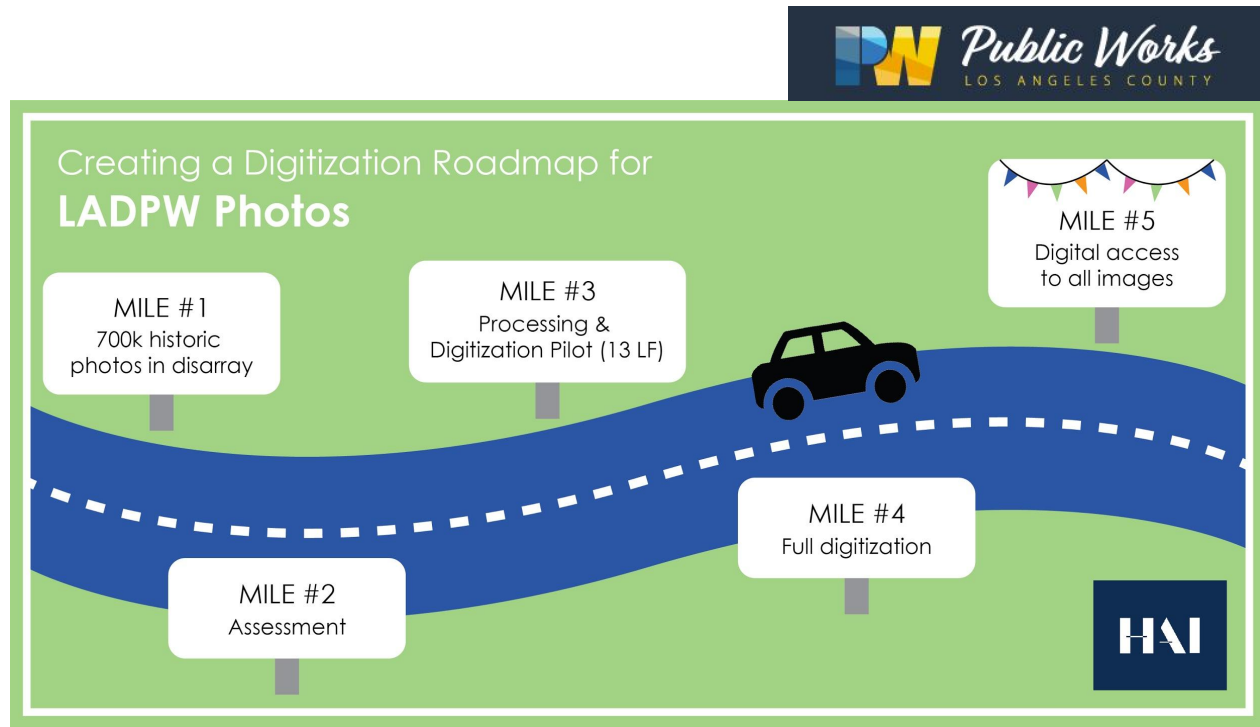 PW Public Works
LOS ANGELES COUNTY
Creating a Digitization Roadmap for
LADPW Photos
MILE #1
700k historic
photos in disarray
MILE #2
Assessment
MILE #3
Processing &
Digitization Pilot (13 LF)
MILE #4
Full digitization
MILE #5
Digital access
to all images
HAI